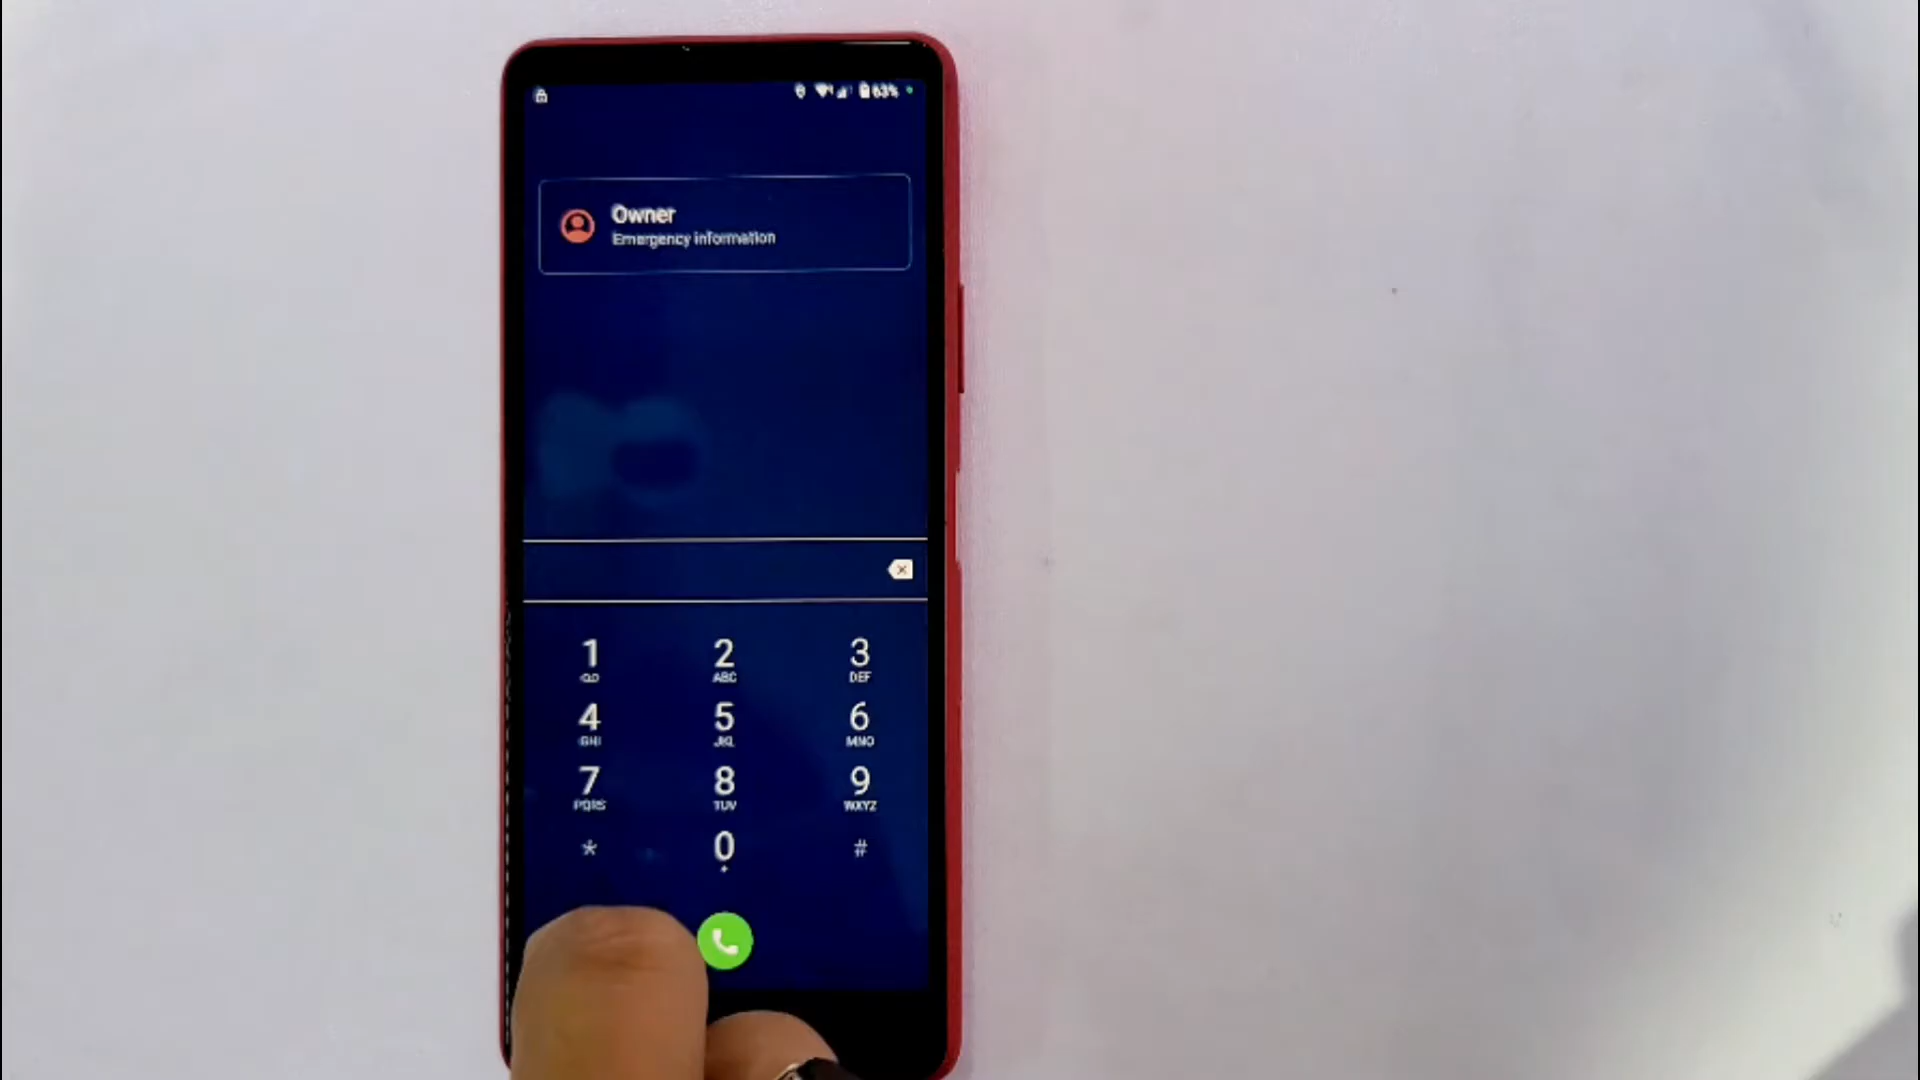 63%
Owner
Emergency information
1 2 3
ABC DEF
4 5 6
GHI JKL MNO
7 8 9
PQRS TUV WXYZ
* 0 #
+